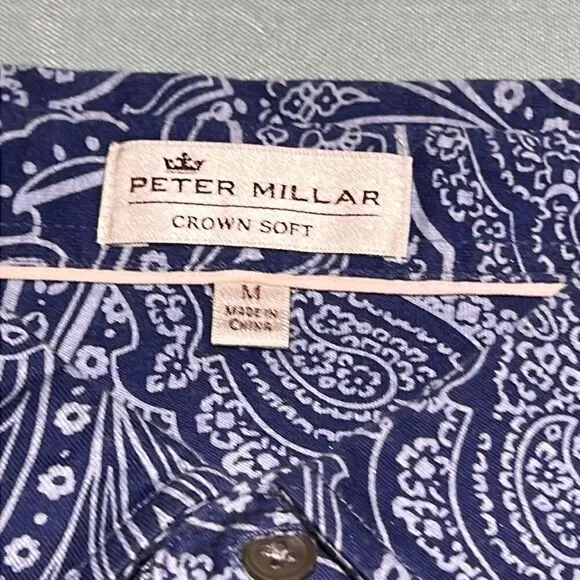 PETER MILLAR
CROWN SOFT
M
MADE IN
CHINA